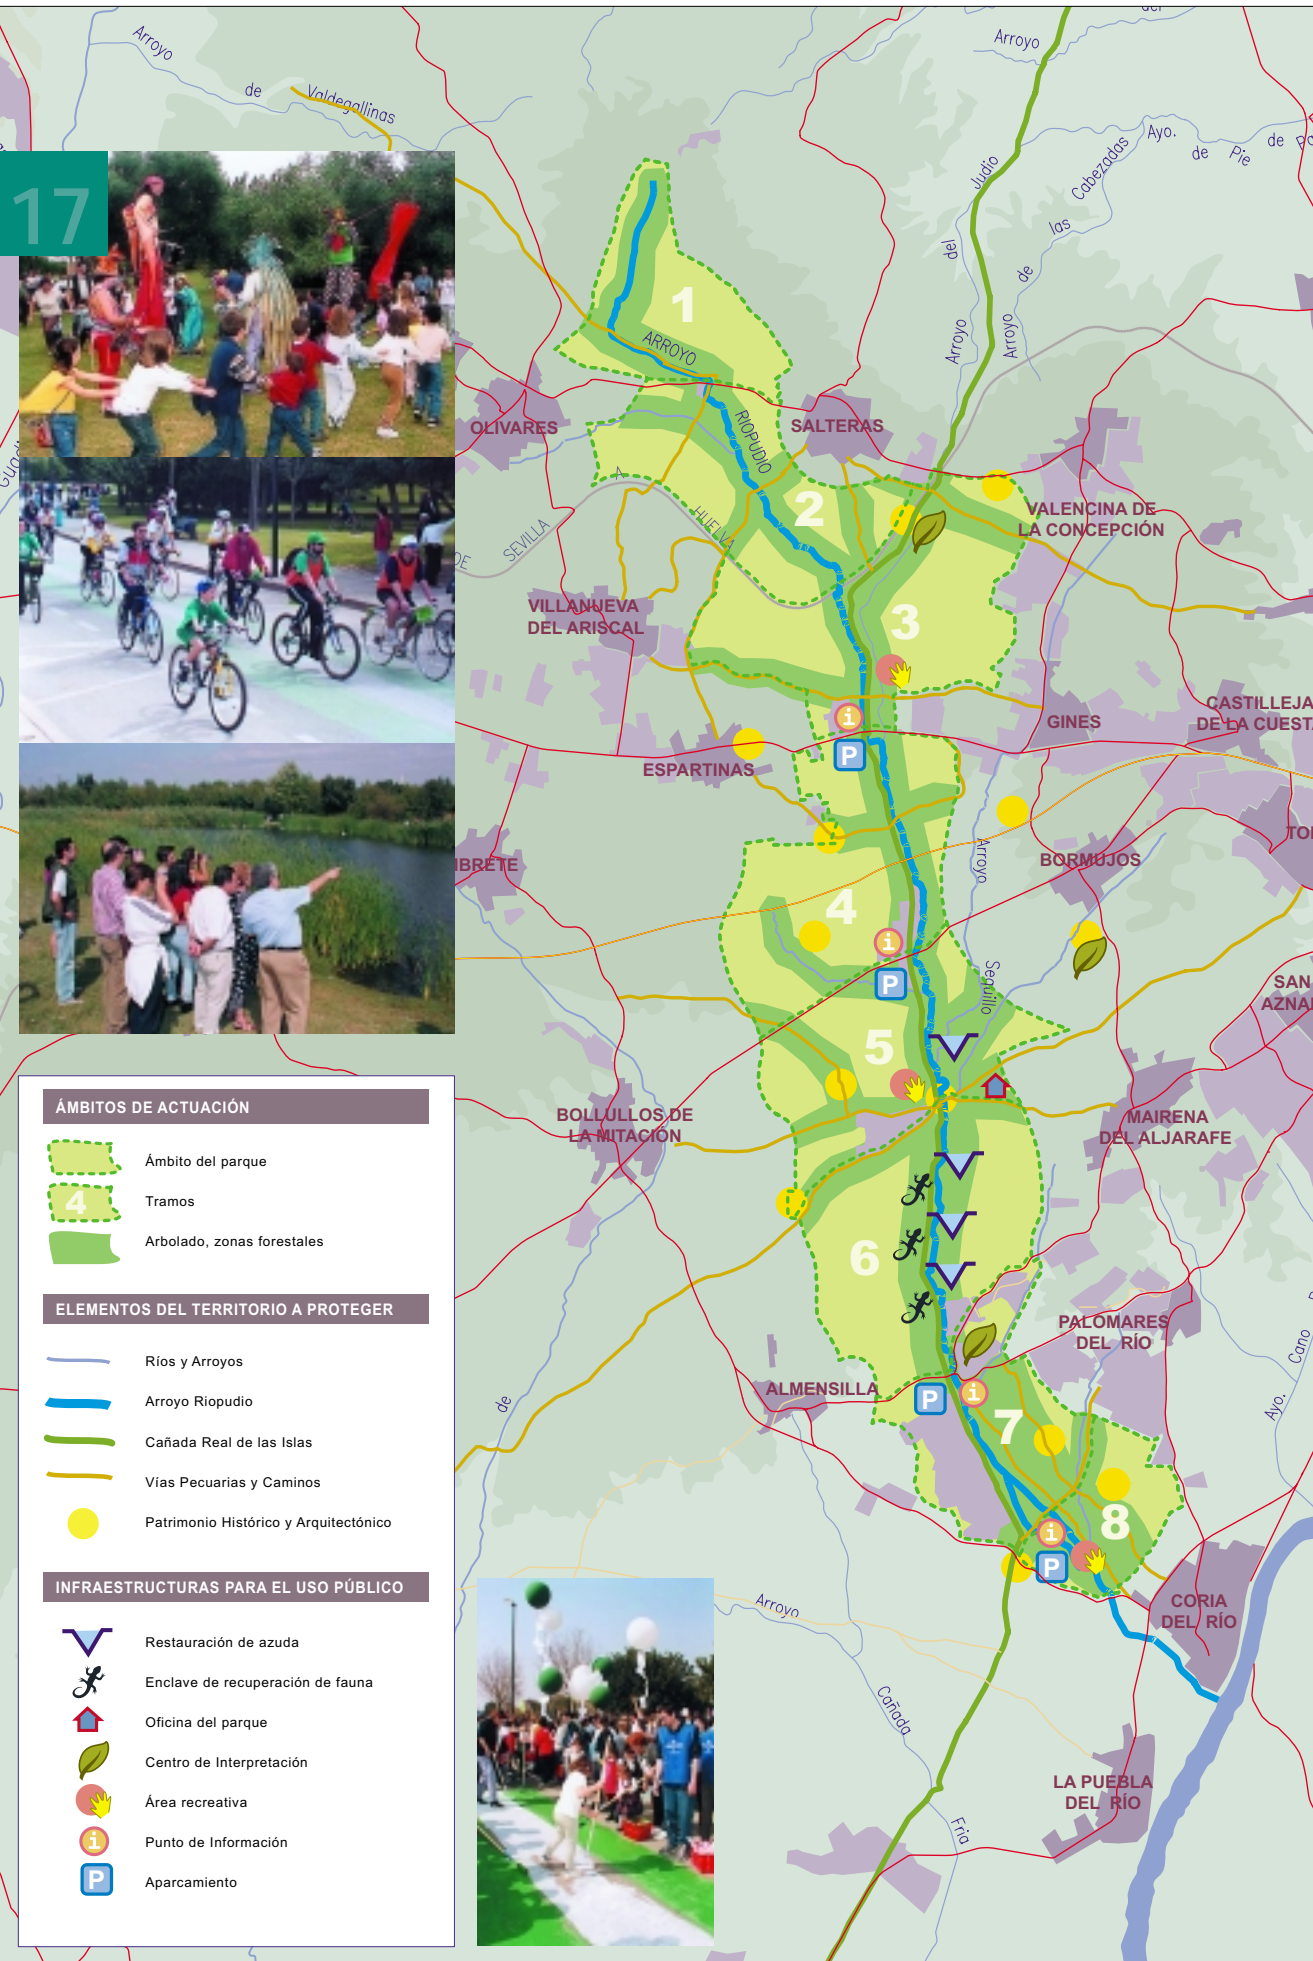 17
Arroyo
de
Valdegallinas
Arroyo
del
Judio
Arroyo
del
Arroyo
de
las
Cabezadas
Ayo.
de
Pie
de
1
ARROYO
RIOPUDIO
OLIVARES
SALTERAS
2
A
HUELVA
SEVILLA
DE
VALENCINA DE
LA CONCEPCIÓN
VILLANUEVA
DEL ARISCAL
3
i
P
GINES
CASTILLEJA
DE LA CUESTA
ESPARTINAS
Arroyo
Sequillo
BORMUJOS
4
i
P
SAN
5
BOLLULLOS DE
LA MITACIÓN
MAIRENA
DEL ALJARAFE
6
PALOMARES
DEL RÍO
ALMENSILLA
P
i
7
de
Cano
Ayo.
8
i
P
CORIA
DEL RÍO
Arroyo
Cañada
Fria
LA PUEBLA
DEL RÍO
ÁMBITOS DE ACTUACIÓN
Ámbito del parque
4
Tramos
Arbolado, zonas forestales
ELEMENTOS DEL TERRITORIO A PROTEGER
Ríos y Arroyos
Arroyo Riopudio
Cañada Real de las Islas
Vías Pecuarias y Caminos
Patrimonio Histórico y Arquitectónico
INFRAESTRUCTURAS PARA EL USO PÚBLICO
Restauración de azuda
Enclave de recuperación de fauna
Oficina del parque
Centro de Interpretación
Área recreativa
i
Punto de Información
P
Aparcamiento